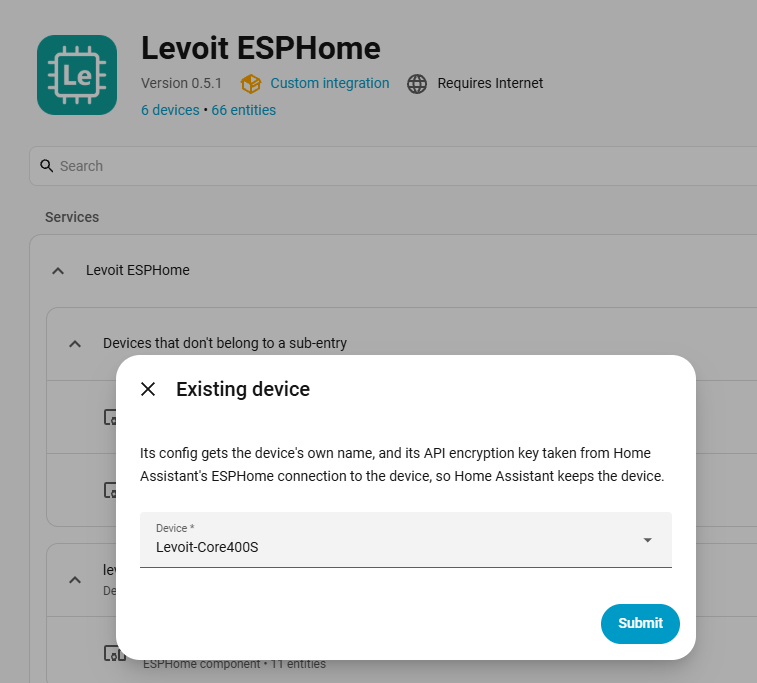 Le
Levoit ESPHome
Version 0.5.1 Custom integration Requires Internet
6 devices • 66 entities
Search
Services
Levoit ESPHome
Devices that don't belong to a sub-entry
Existing device
Its config gets the device's own name, and its API encryption key taken from Home
Assistant's ESPHome connection to the device, so Home Assistant keeps the device.
Device *
Levoit-Core400S
Submit
ESPHome component • 11 entities